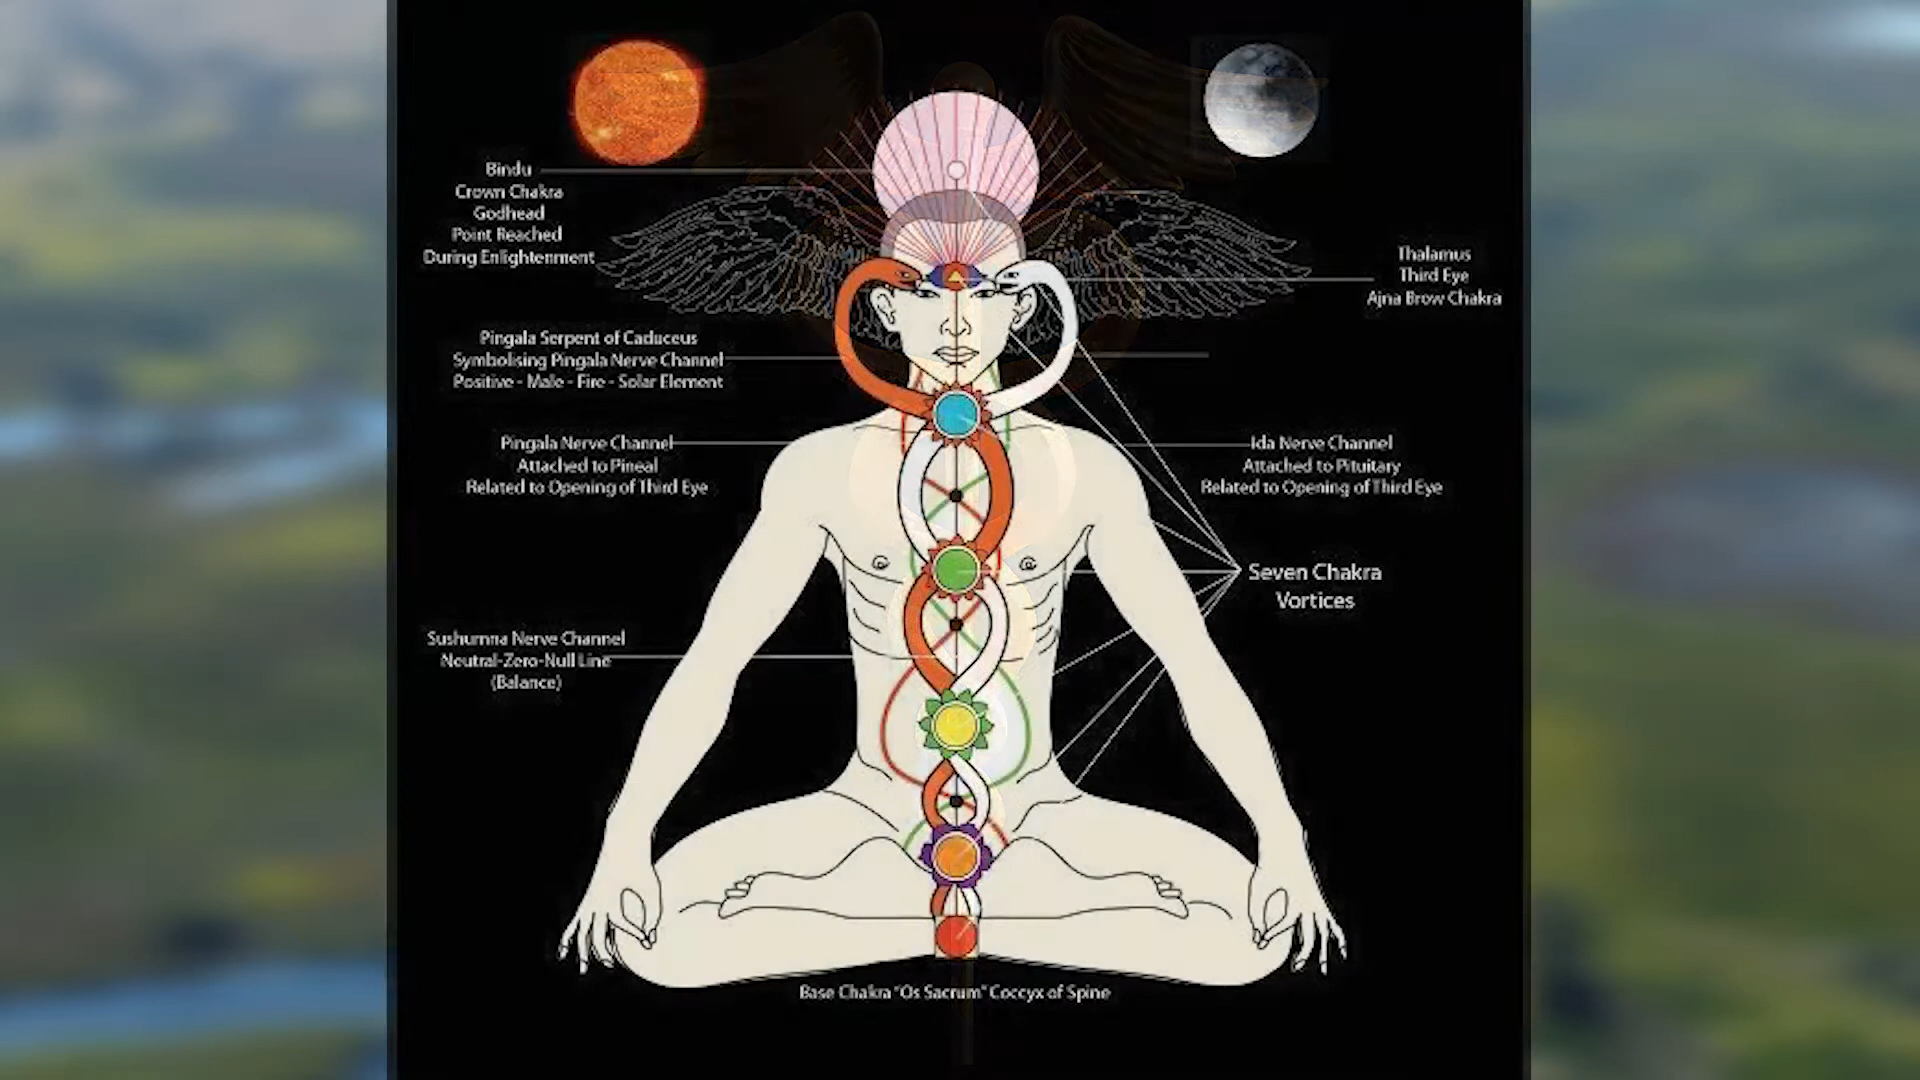 Bindu
Crown Chakra
Godhead
Point Reached
During Enlightenment
Thalamus
Third Eye
Ajna Brow Chakra
Pingala Serpent of Caduceus
Symbolising Pingala Nerve Channel
Positive - Male - Fire - Solar Element
Pingala Nerve Channel
Attached to Pineal
Related to Opening of Third Eye
Ida Nerve Channel
Attached to Pituitary
Related to Opening of Third Eye
Seven Chakra
Vortices
Sushumna Nerve Channel
Neutral-Zero-Null Line
(Balance)
Base Chakra "Os Sacrum" Coccyx of Spine